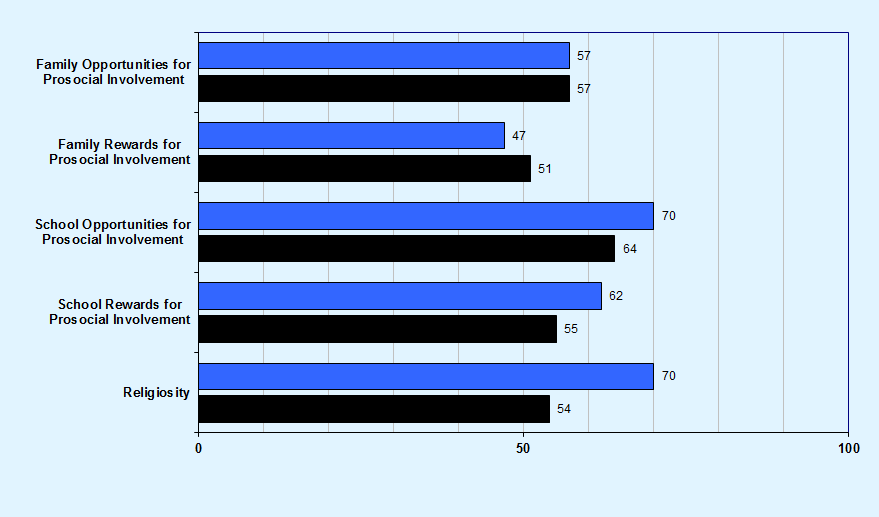 Family Opportunities for
Prosocial Involvement
57
57
Family Rewards for
Prosocial Involvement
47
51
School Opportunities for
Prosocial Involvement
70
64
School Rewards for
Prosocial Involvement
62
55
Religiosity
70
54
0 50 100